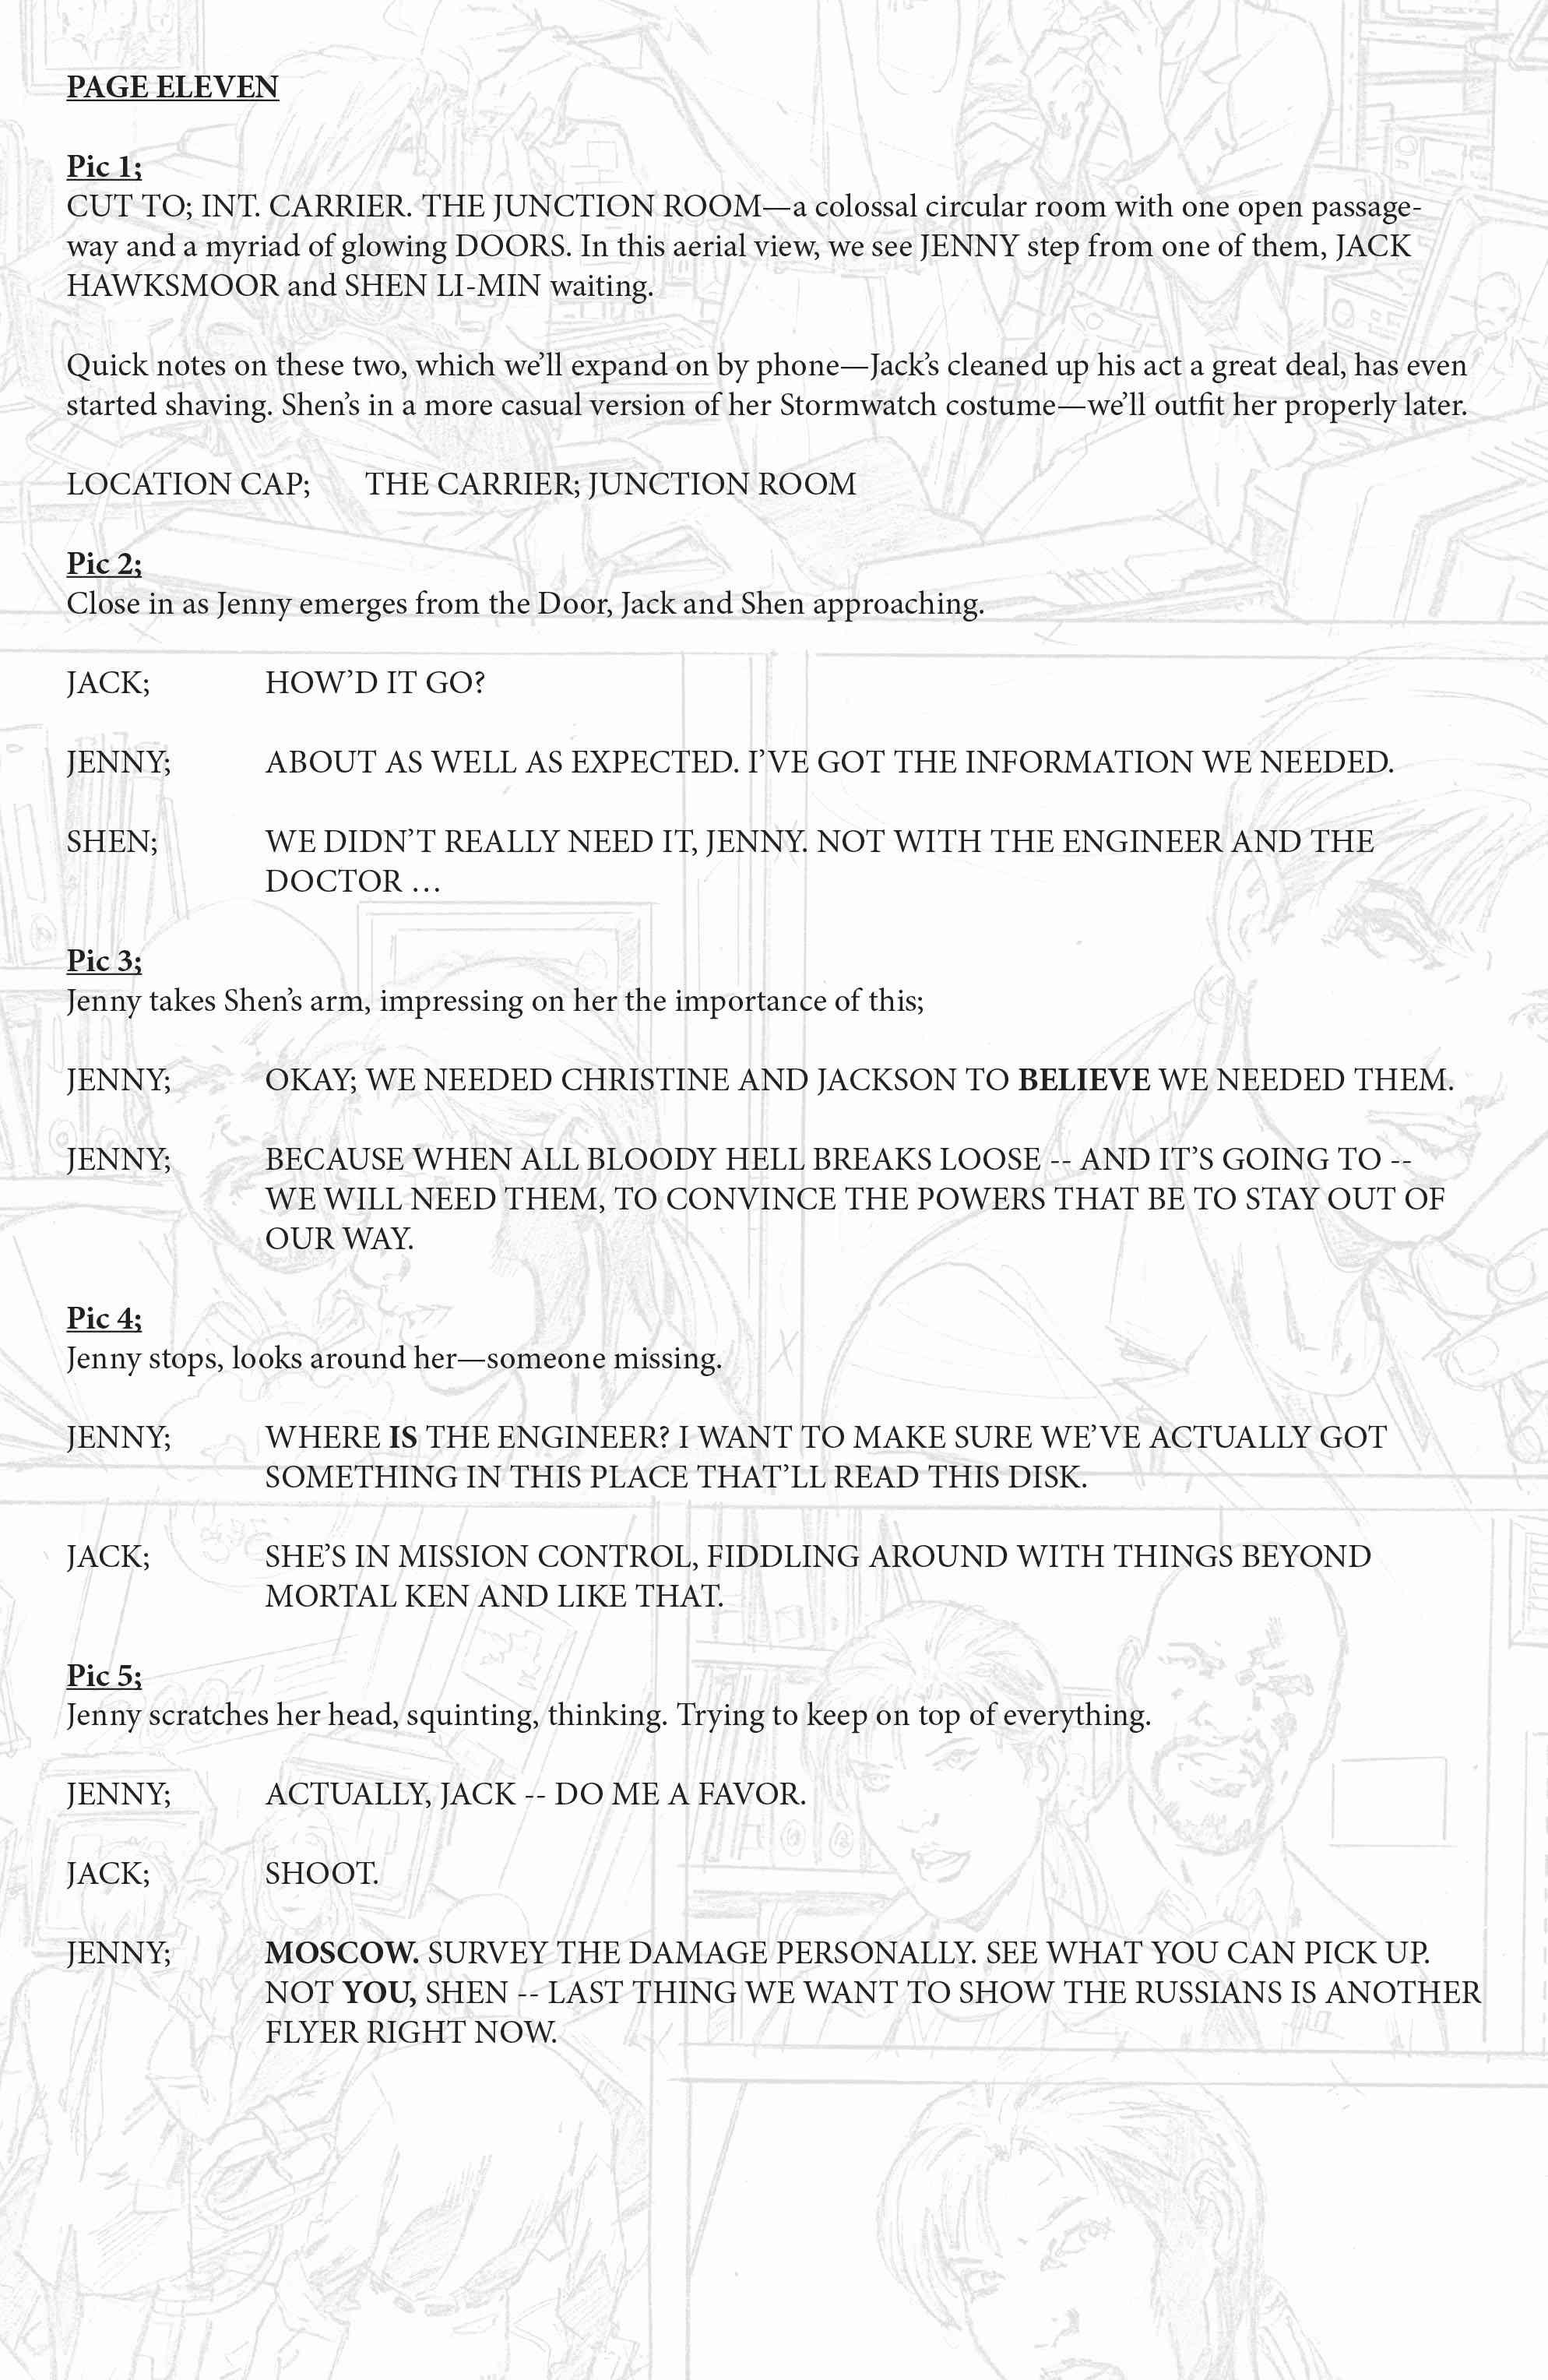 PAGE ELEVEN
Pic 1;
CUT TO; INT. CARRIER. THE JUNCTION ROOM—a colossal circular room with one open passage-
way and a myriad of glowing DOORS. In this aerial view, we see JENNY step from one of them, JACK
HAWKSMOOR and SHEN LI-MIN waiting.
Quick notes on these two, which we’ll expand on by phone—Jack’s cleaned up his act a great deal, has even
started shaving. Shen’s in a more casual version of her Stormwatch costume—we’ll outfit her properly later.
LOCATION CAP; THE CARRIER; JUNCTION ROOM
Pic 2;
Close in as Jenny emerges from the Door, Jack and Shen approaching.
JACK; HOW’D IT GO?
JENNY; ABOUT AS WELL AS EXPECTED. I’VE GOT THE INFORMATION WE NEEDED.
SHEN; WE DIDN’T REALLY NEED IT, JENNY. NOT WITH THE ENGINEER AND THE
DOCTOR …
Pic 3;
Jenny takes Shen’s arm, impressing on her the importance of this;
JENNY; OKAY; WE NEEDED CHRISTINE AND JACKSON TO BELIEVE WE NEEDED THEM.
JENNY; BECAUSE WHEN ALL BLOODY HELL BREAKS LOOSE -- AND IT’S GOING TO --
WE WILL NEED THEM, TO CONVINCE THE POWERS THAT BE TO STAY OUT OF
OUR WAY.
Pic 4;
Jenny stops, looks around her—someone missing.
JENNY; WHERE IS THE ENGINEER? I WANT TO MAKE SURE WE’VE ACTUALLY GOT
SOMETHING IN THIS PLACE THAT’LL READ THIS DISK.
JACK; SHE’S IN MISSION CONTROL, FIDDLING AROUND WITH THINGS BEYOND
MORTAL KEN AND LIKE THAT.
Pic 5;
Jenny scratches her head, squinting, thinking. Trying to keep on top of everything.
JENNY; ACTUALLY, JACK -- DO ME A FAVOR.
JACK; SHOOT.
JENNY; MOSCOW. SURVEY THE DAMAGE PERSONALLY. SEE WHAT YOU CAN PICK UP.
NOT YOU, SHEN -- LAST THING WE WANT TO SHOW THE RUSSIANS IS ANOTHER
FLYER RIGHT NOW.